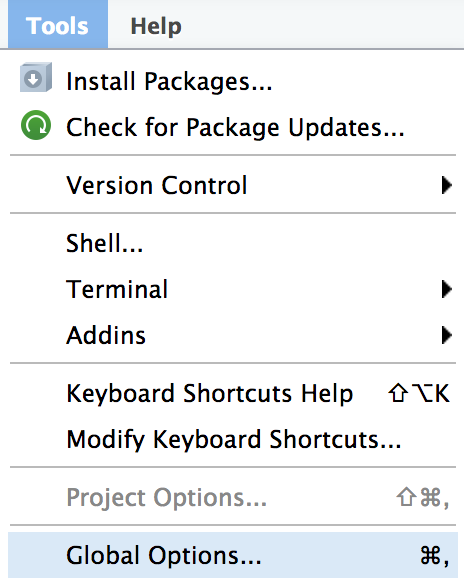 Tools Help
Install Packages...
Check for Package Updates...
Version Control
Shell...
Terminal
Addins
Keyboard Shortcuts Help ⇧⌥K
Modify Keyboard Shortcuts...
Project Options... ⇧⌘,
Global Options... ⌘,